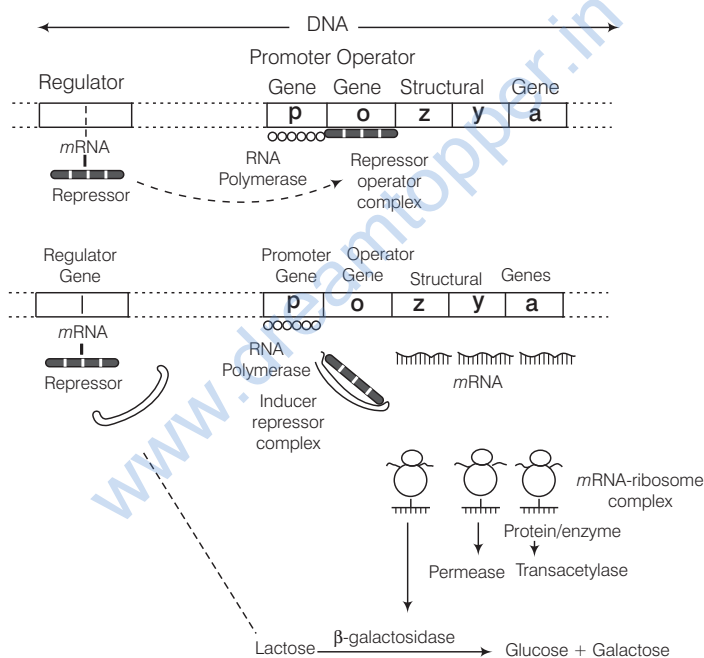 DNA
Promoter Operator
Regulator
Gene Gene Structural Gene
p o z y a
mRNA
Repressor
RNA
Polymerase
Repressor
operator
complex
Regulator
Gene
Promoter
Gene
Operator
Gene
Structural Genes
p o z y a
mRNA
Repressor
RNA
Polymerase
Inducer
repressor
complex
mRNA
mRNA-ribosome
complex
Protein/enzyme
Permease Transacetylase
Lactose β-galactosidase Glucose + Galactose
www.dreamtopper.in